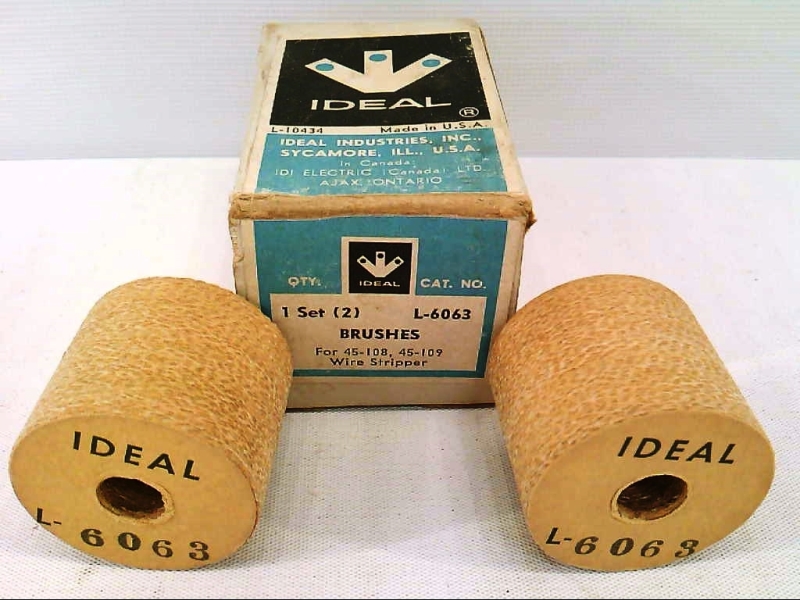 IDEAL ®
L-10434 Made in U.S.A.
IDEAL INDUSTRIES, INC.,
SYCAMORE, ILL., U.S.A.
In Canada:
IDI ELECTRIC (Canada) LTD.
AJAX, ONTARIO
QTY. IDEAL CAT. NO.
1 Set (2) L-6063
BRUSHES
For 45-108, 45-109
Wire Stripper
IDEAL
L-6063
IDEAL
L-6063